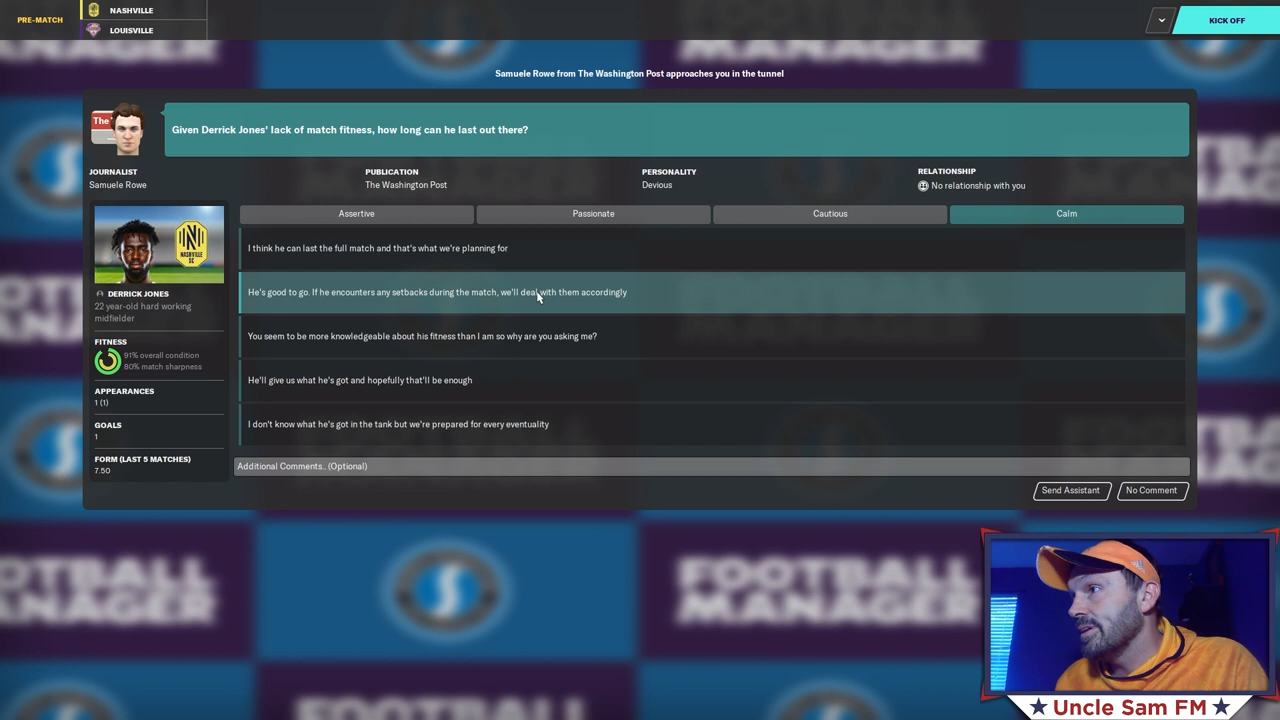 PRE-MATCH
NASHVILLE
LOUISVILLE
KICK OFF
Samuele Rowe from The Washington Post approaches you in the tunnel
The
Given Derrick Jones' lack of match fitness, how long can he last out there?
JOURNALIST
Samuele Rowe
PUBLICATION
The Washington Post
PERSONALITY
Devious
RELATIONSHIP
No relationship with you
Assertive
Passionate
Cautious
Calm
NASHVILLE SC
DERRICK JONES
22 year-old hard working
midfielder
FITNESS
91% overall condition
80% match sharpness
APPEARANCES
1 (1)
GOALS
1
FORM (LAST 5 MATCHES)
7.50
I think he can last the full match and that's what we're planning for
He's good to go. If he encounters any setbacks during the match, we'll deal with them accordingly
You seem to be more knowledgeable about his fitness than I am so why are you asking me?
He'll give us what he's got and hopefully that'll be enough
I don't know what he's got in the tank but we're prepared for every eventuality
Additional Comments.. (Optional)
Send Assistant
No Comment
FOOTBALL
MANAGER
Uncle Sam FM